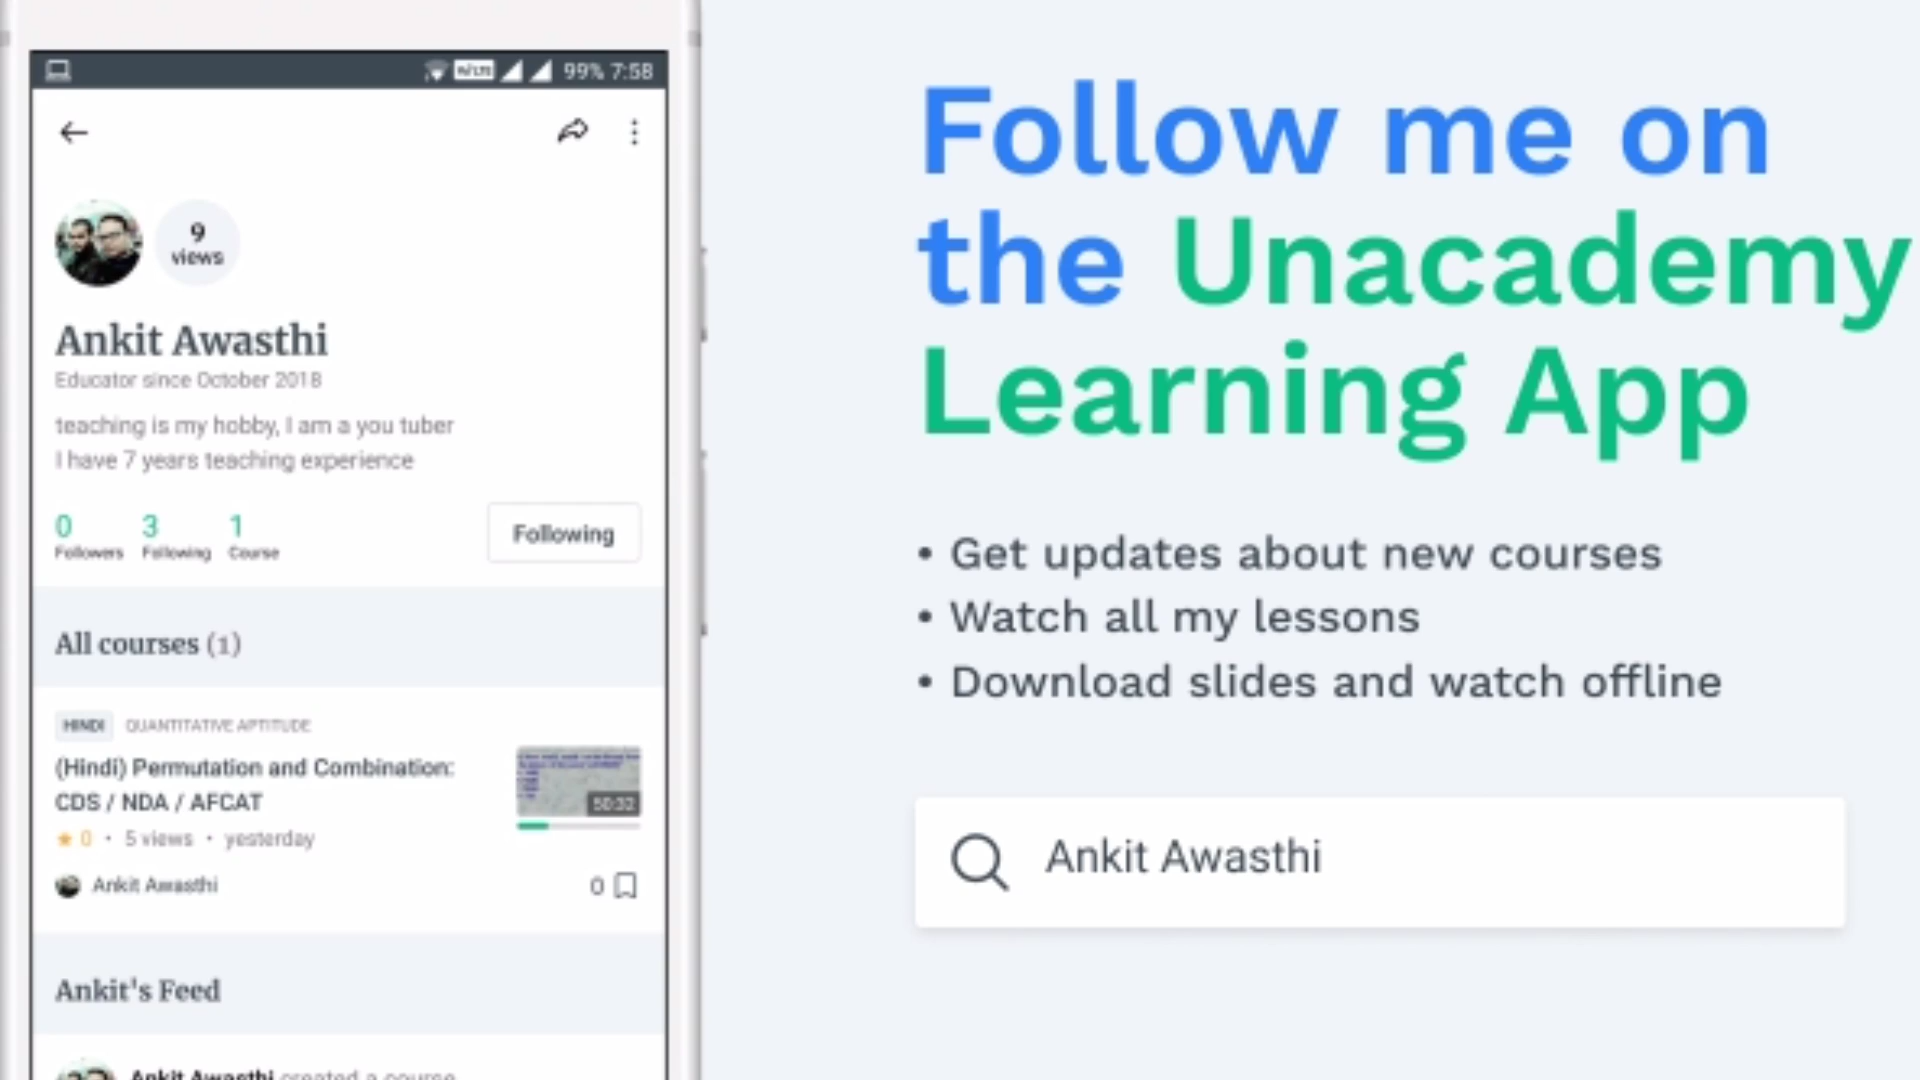 99% 7:58
9
views
Ankit Awasthi
Educator since October 2018
teaching is my hobby, I am a you tuber
I have 7 years teaching experience
0 Followers 3 Following 1 Course
Following
All courses (1)
HINDI QUANTITATIVE APTITUDE
(Hindi) Permutation and Combination:
CDS / NDA / AFCAT
0 • 5 views • yesterday
50:32
Ankit Awasthi
0
Ankit's Feed
Ankit Awasthi created a course
Follow me on
the Unacademy
Learning App
• Get updates about new courses
• Watch all my lessons
• Download slides and watch offline
Ankit Awasthi